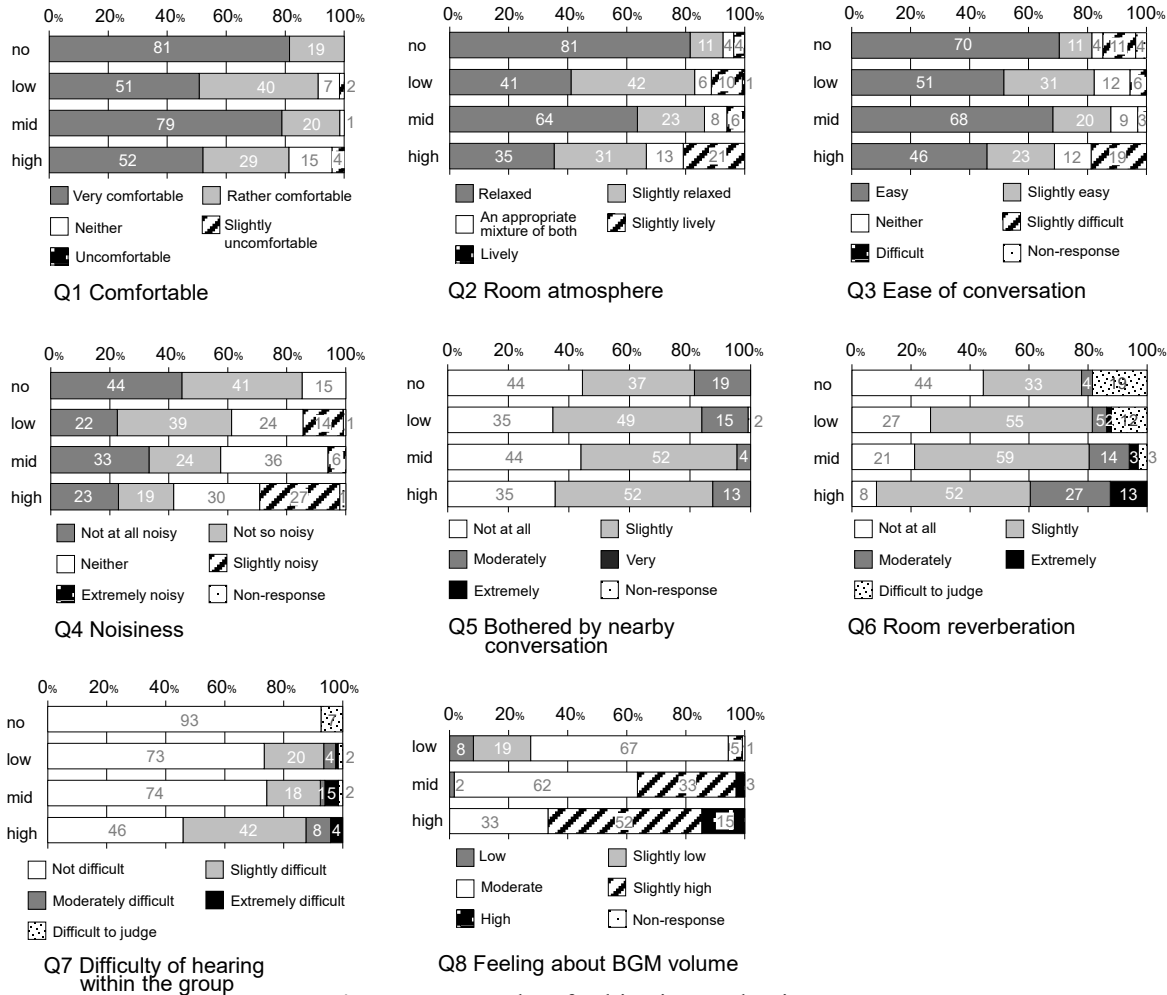 0% 20% 40% 60% 80% 100%
no 81 19
low 51 40 7 2
mid 79 20 1
high 52 29 15 4
Very comfortable Rather comfortable
Neither Slightly
uncomfortable
Uncomfortable
Q1 Comfortable
0% 20% 40% 60% 80% 100%
no 81 11 4 4
low 41 42 6 10 1
mid 64 23 8 6
high 35 31 13 21
Relaxed Slightly relaxed
An appropriate
mixture of both
Slightly lively
Lively
Q2 Room atmosphere
0% 20% 40% 60% 80% 100%
no 70 11 4 11 4
low 51 31 12 6
mid 68 20 9 3
high 46 23 12 19
Easy Slightly easy
Neither Slightly difficult
Difficult Non-response
Q3 Ease of conversation
0% 20% 40% 60% 80% 100%
no 44 41 15
low 22 39 24 14 1
mid 33 24 36 6
high 23 19 30 27 1
Not at all noisy Not so noisy
Neither Slightly noisy
Extremely noisy Non-response
Q4 Noisiness
0% 20% 40% 60% 80% 100%
no 44 37 19
low 35 49 15 2
mid 44 52 4
high 35 52 13
Not at all Slightly
Moderately Very
Extremely Non-response
Q5 Bothered by nearby
conversation
0% 20% 40% 60% 80% 100%
no 44 33 4 19
low 27 55 5 2 12
mid 21 59 14 3 3
high 8 52 27 13
Not at all Slightly
Moderately Extremely
Difficult to judge
Q6 Room reverberation
0% 20% 40% 60% 80% 100%
no 93 7
low 73 20 4 2
mid 74 18 1 5 2
high 46 42 8 4
Not difficult Slightly difficult
Moderately difficult Extremely difficult
Difficult to judge
Q7 Difficulty of hearing
within the group
0% 20% 40% 60% 80% 100%
low 8 19 67 5 1
mid 2 62 33 3
high 33 52 15
Low Slightly low
Moderate Slightly high
High Non-response
Q8 Feeling about BGM volume